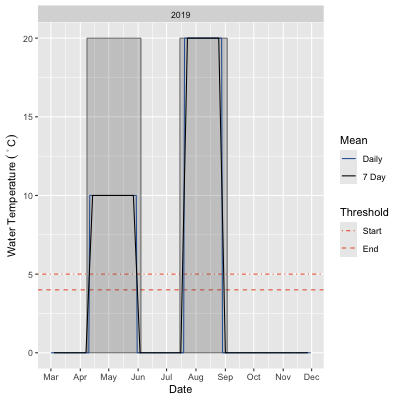 2019
20
15
10
5
0
Water Temperature (°C)
Mar Apr May Jun Jul Aug Sep Oct Nov Dec
Date
Mean
Daily
7 Day
Threshold
Start
End